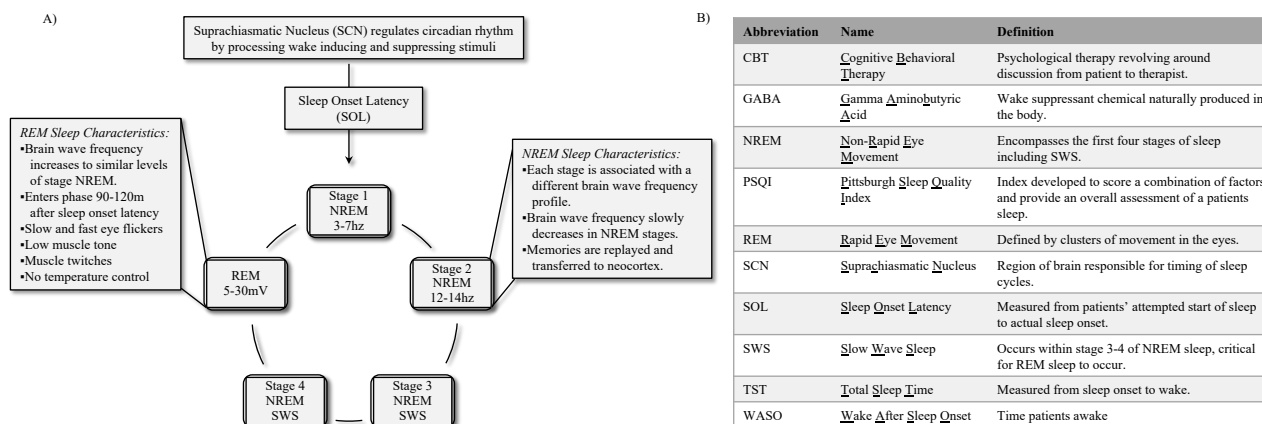 A)
Suprachiasmatic Nucleus (SCN) regulates circadian rhythm
by processing wake inducing and suppressing stimuli
Sleep Onset Latency
(SOL)
REM Sleep Characteristics:
▪Brain wave frequency
increases to similar levels
of stage NREM.
▪Enters phase 90-120m
after sleep onset latency
▪Slow and fast eye flickers
▪Low muscle tone
▪Muscle twitches
▪No temperature control
NREM Sleep Characteristics:
▪Each stage is associated with a
different brain wave frequency
profile.
▪Brain wave frequency slowly
decreases in NREM stages.
▪Memories are replayed and
transferred to neocortex.
Stage 1
NREM
3-7hz
Stage 2
NREM
12-14hz
Stage 3
NREM
SWS
Stage 4
NREM
SWS
REM
5-30mV
B)
Abbreviation Name Definition
CBT Cognitive Behavioral Psychological therapy revolving around
Therapy discussion from patient to therapist.
GABA Gamma Aminobutyric Wake suppressant chemical naturally produced in
Acid the body.
NREM Non-Rapid Eye Encompasses the first four stages of sleep
Movement including SWS.
PSQI Pittsburgh Sleep Quality Index developed to score a combination of factors
Index and provide an overall assessment of a patients
sleep.
REM Rapid Eye Movement Defined by clusters of movement in the eyes.
SCN Suprachiasmatic Nucleus Region of brain responsible for timing of sleep
cycles.
SOL Sleep Onset Latency Measured from patients' attempted start of sleep
to actual sleep onset.
SWS Slow Wave Sleep Occurs within stage 3-4 of NREM sleep, critical
for REM sleep to occur.
TST Total Sleep Time Measured from sleep onset to wake.
WASO Wake After Sleep Onset Time patients awake